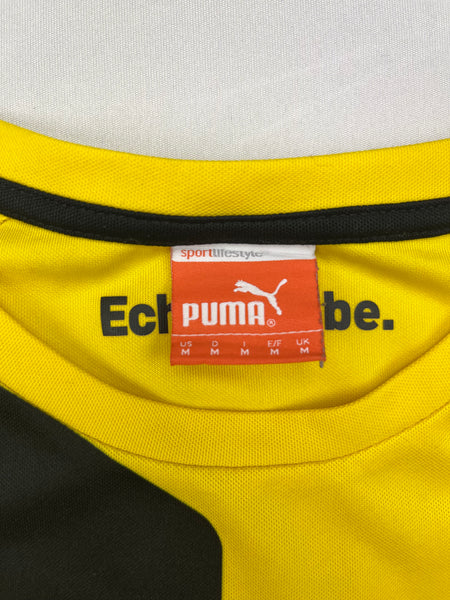 sportlifestyle
PUMA®
Ech be.
US D I E/F UK
M M M M M